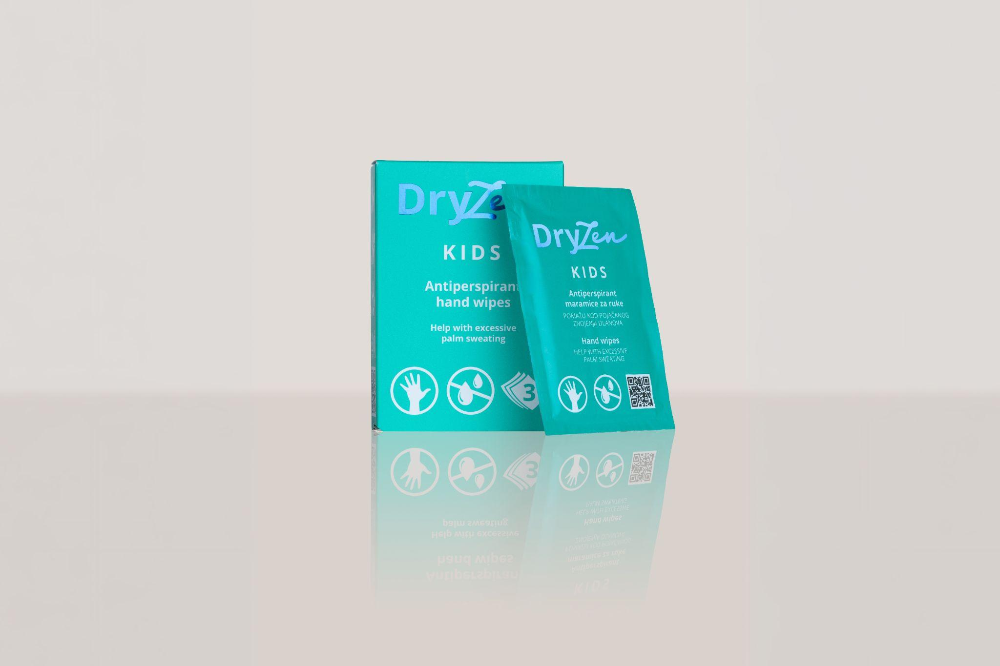 DryZe
KIDS
Antiperspirant
hand wipes
Help with excessive
palm sweating
3
DryZen
KIDS
Antiperspirant
maramice za ruke
POMAŽU KOD POJAČANOG
ZNOJENJA DLANOVA
Hand wipes
HELP WITH EXCESSIVE
PALM SWEATING